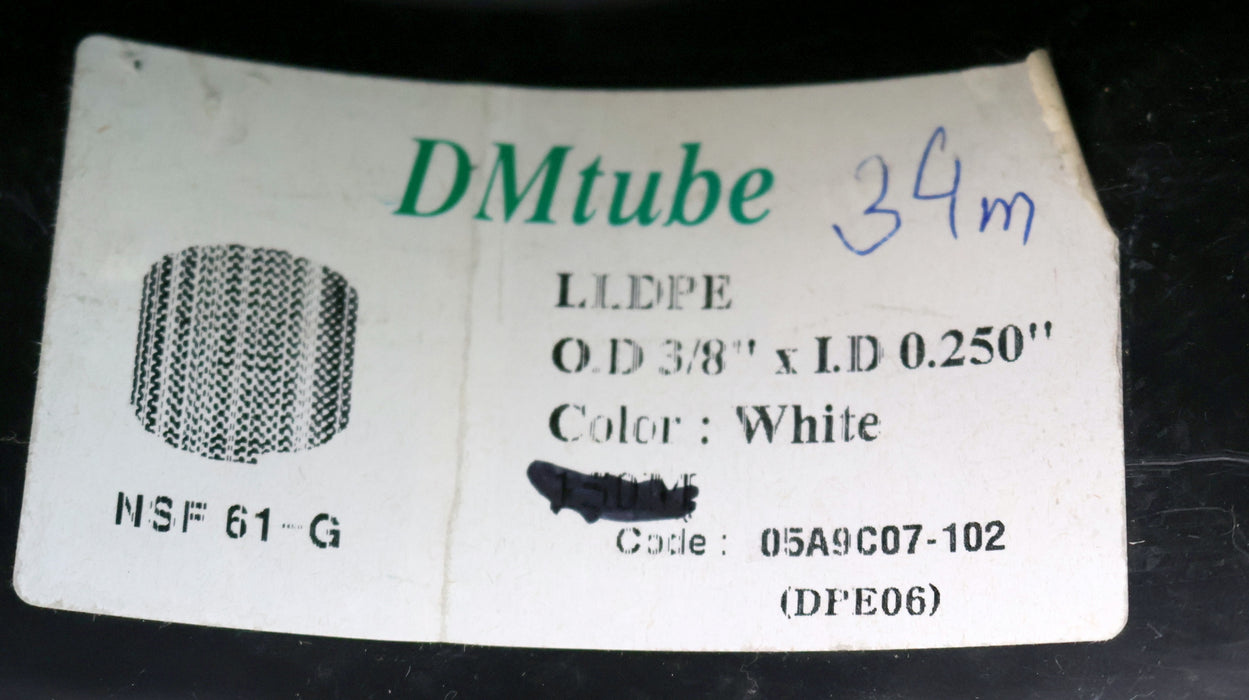 DMtube
34m
LLDPE
O.D 3/8" x I.D 0.250"
Color : White
NSF 61-G
Code : 05A9C07-102
(DPE06)